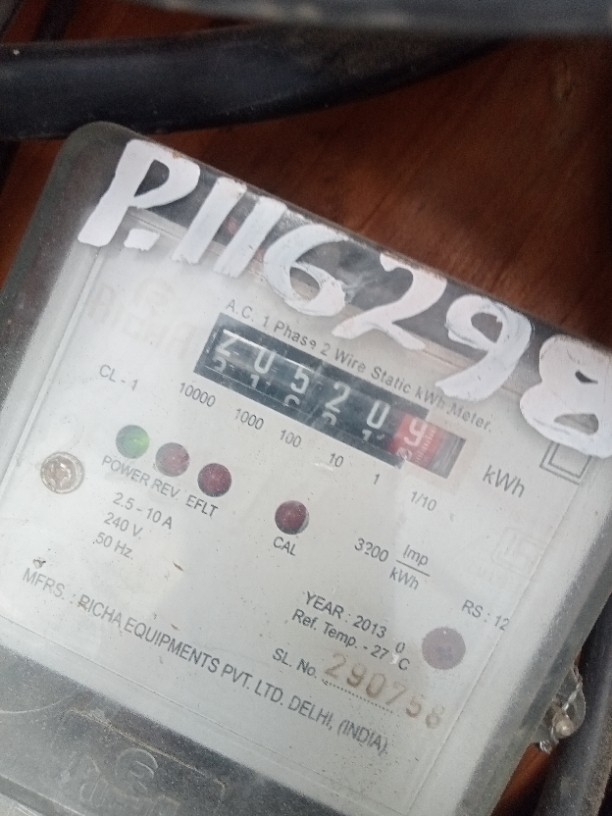 P.116298
A.C. 1 Phase 2 Wire Static kWh Meter.
20520 9
10000 1000 100 10 1 1/10
kWh
CL - 1
POWER REV EFLT
CAL
2.5 - 10 A
240 V.
50 Hz.
3200 Imp
kWh
RS : 12
YEAR : 2013
Ref. Temp. - 27 °C
SL. No. 290758
MFRS. : RICHA EQUIPMENTS PVT. LTD. DELHI, (INDIA).